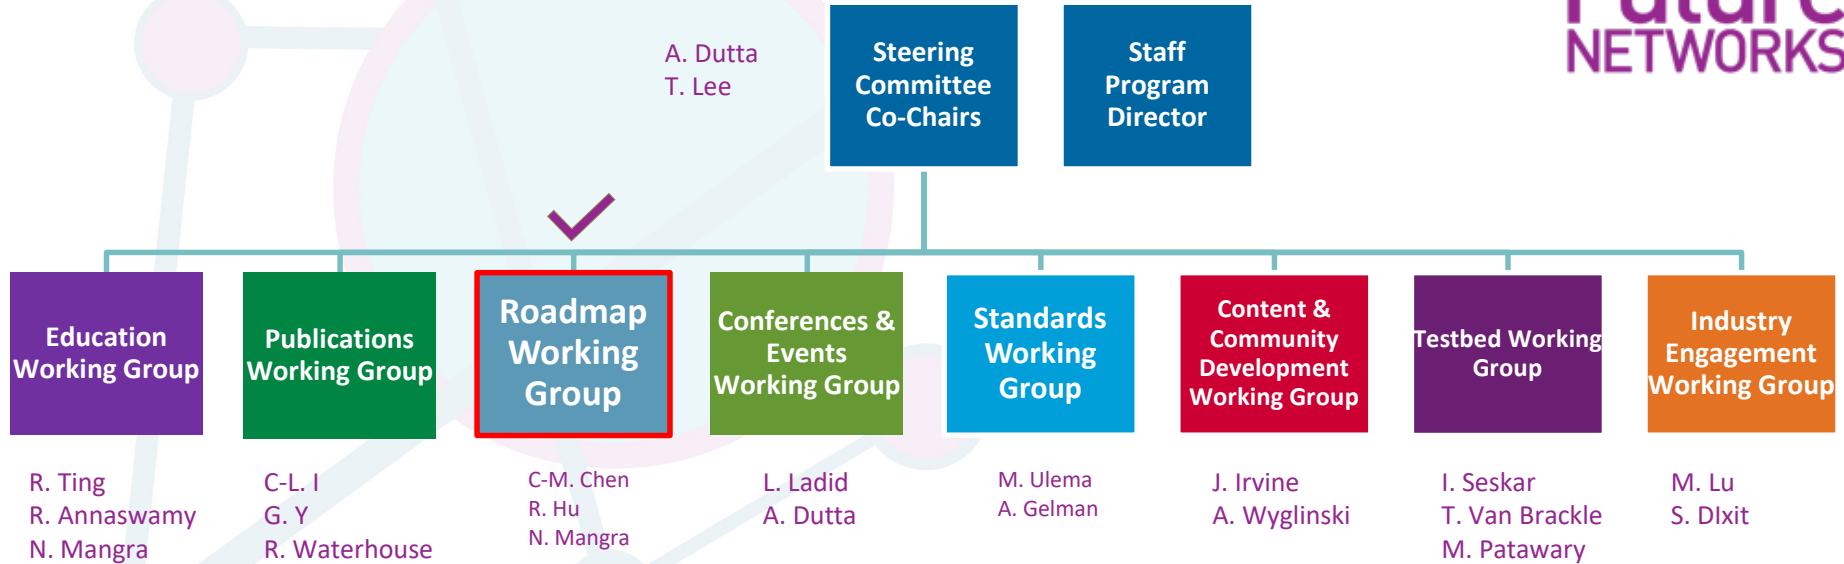 Future
NETWORKS
A. Dutta
T. Lee
Steering
Committee
Co-Chairs
Staff
Program
Director
Education
Working Group
Publications
Working Group
Roadmap
Working
Group
Conferences &
Events
Working Group
Standards
Working
Group
Content &
Community
Development
Working Group
Testbed Working
Group
Industry
Engagement
Working Group
R. Ting
R. Annaswamy
N. Mangra
C-L. I
G. Y
R. Waterhouse
C-M. Chen
R. Hu
N. Mangra
L. Ladid
A. Dutta
M. Ulema
A. Gelman
J. Irvine
A. Wyglinski
I. Seskar
T. Van Brackle
M. Patawary
M. Lu
S. DIxit